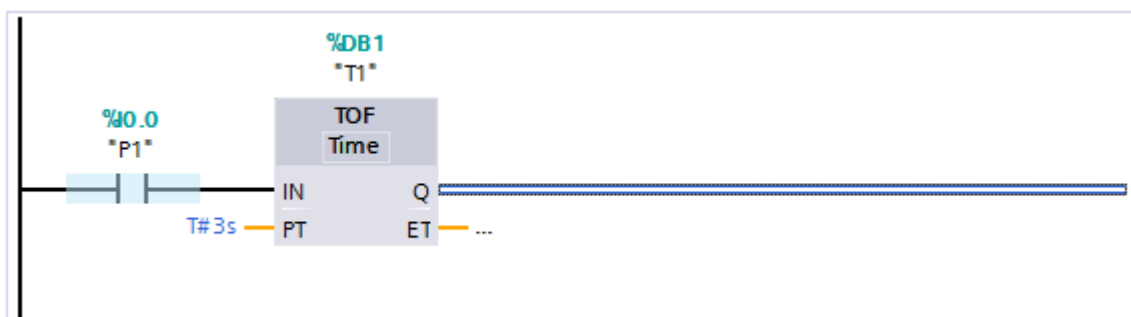 %DB1
"T1"
%I0.0
"P1"
TOF
Time
IN
Q
T#3s
PT
ET
...